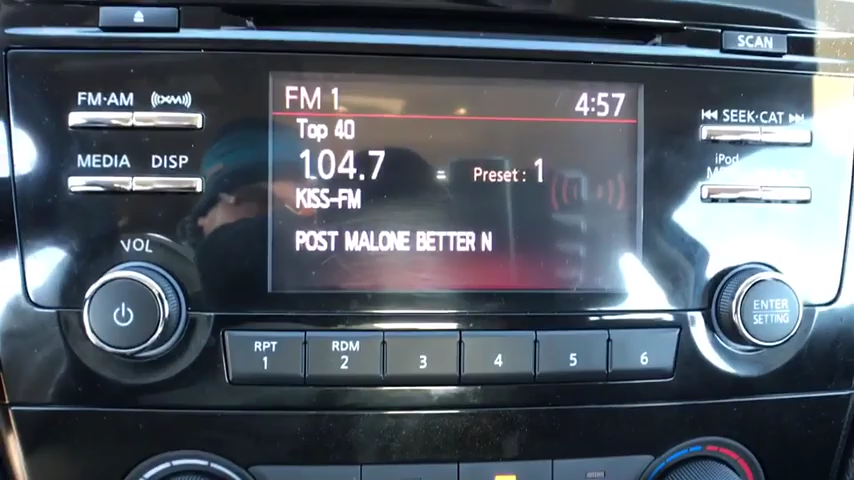 SCAN
FM·AM ((XM))
MEDIA DISP
VOL
FM 1 4:57
Top 40
104.7
Preset : 1
KISS-FM
POST MALONE BETTER N
SEEK·CAT
iPod
ENTER
SETTING
RPT
1
RDM
2
3
4
5
6